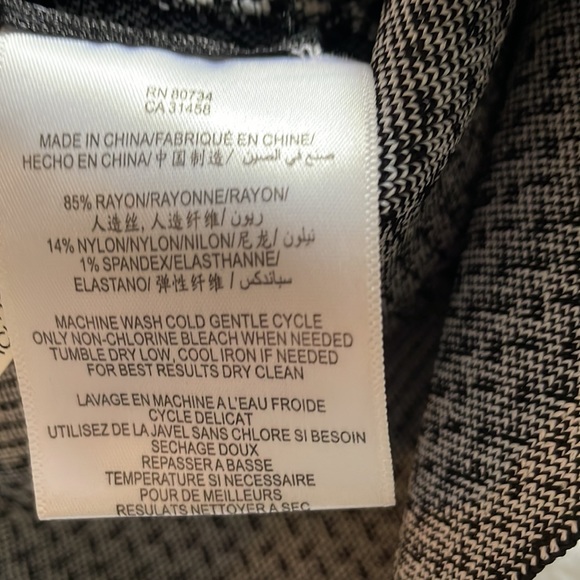 RN 80734
CA 31458
MADE IN CHINA/FABRIQUÉ EN CHINE/
HECHO EN CHINA/中国制造/ صنع في الصين
85% RAYON/RAYONNE/RAYON/
人造丝, 人造纤维/ ريون/
14% NYLON/NYLON/NILON/尼龙/ نيلون/
1% SPANDEX/ELASTHANNE/
ELASTANO/ 弹性纤维 / سباندكس
MACHINE WASH COLD GENTLE CYCLE
ONLY NON-CHLORINE BLEACH WHEN NEEDED
TUMBLE DRY LOW, COOL IRON IF NEEDED
FOR BEST RESULTS DRY CLEAN
LAVAGE EN MACHINE A L'EAU FROIDE
CYCLE DELICAT
UTILISEZ DE LA JAVEL SANS CHLORE SI BESOIN
SECHAGE DOUX
REPASSER A BASSE
TEMPERATURE SI NECESSAIRE
POUR DE MEILLEURS
RESULATS NETTOYER A SEC